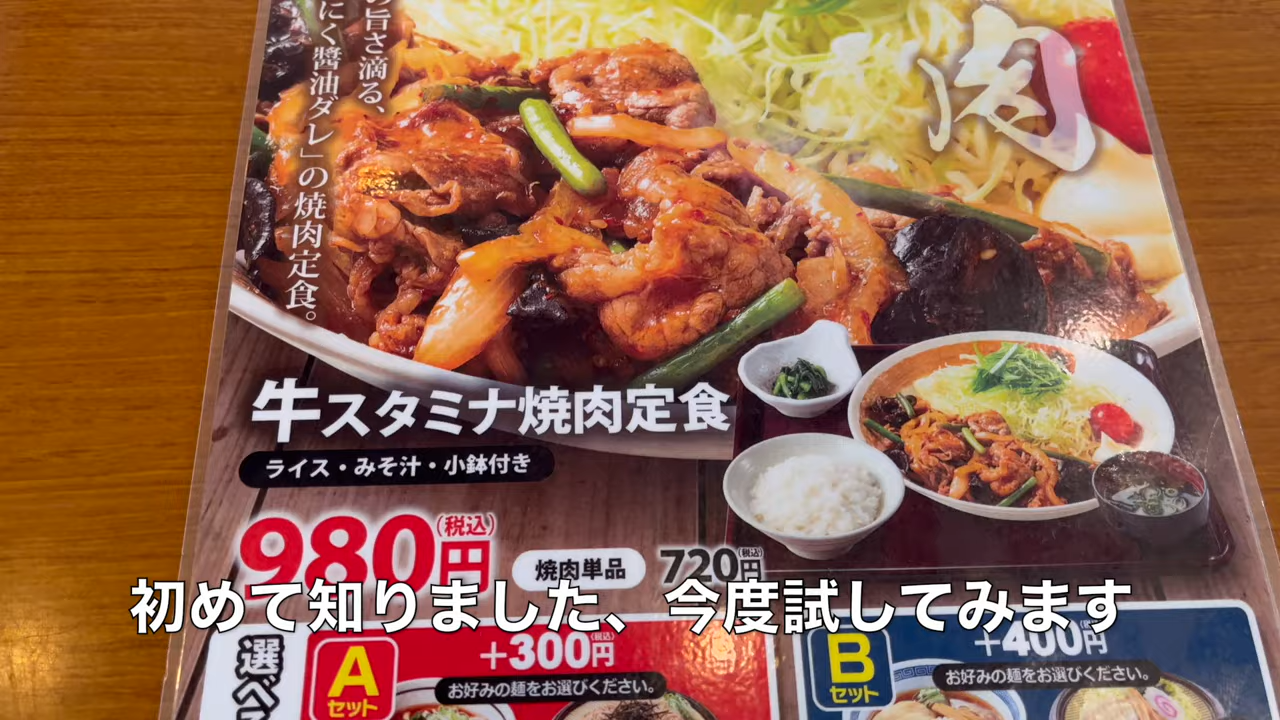 の旨さ滴る、
にく醬油ダレ」の焼肉定食。
肉
牛スタミナ焼肉定食
ライス・みそ汁・小鉢付き
980円(税込)
焼肉単品 720円(税込)
初めて知りました、今度試してみます
選べ
Aセット
+300円(税込)
お好みの麺をお選びください。
Bセット
+400円
お好みの麺をお選びください。